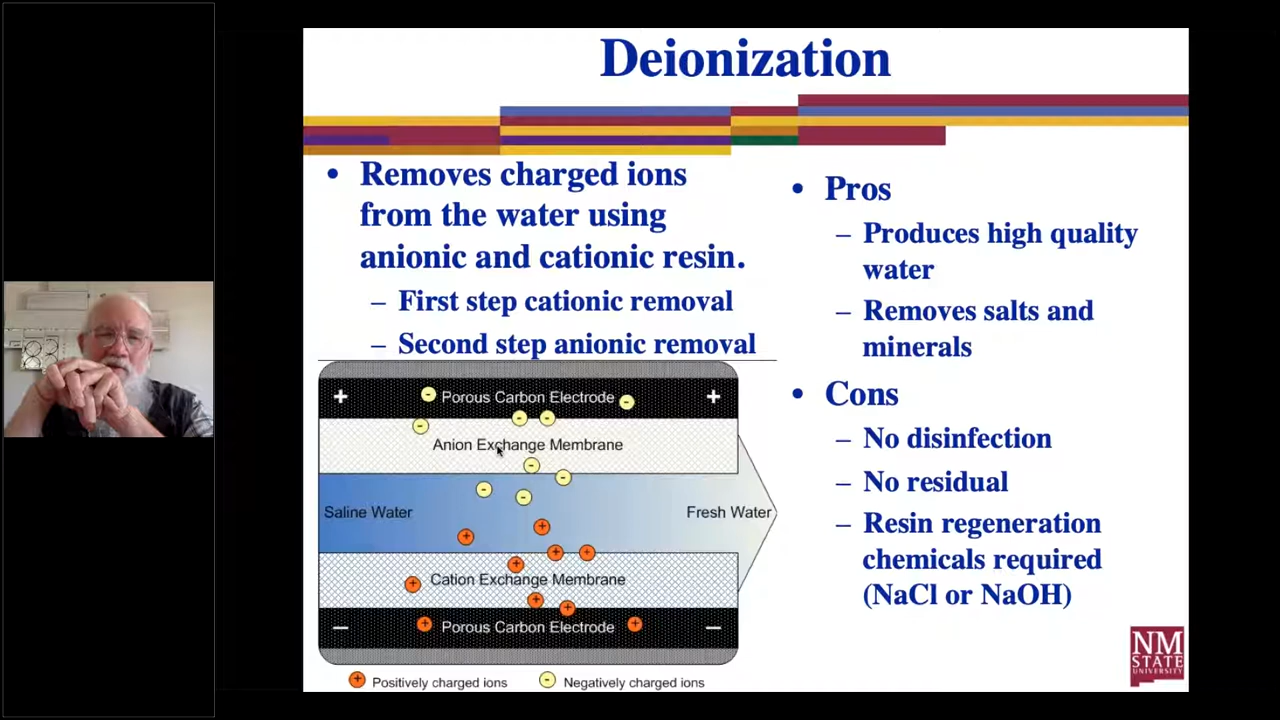 Deionization
• Removes charged ions
from the water using
anionic and cationic resin.
– First step cationic removal
– Second step anionic removal
+ - Porous Carbon Electrode - +
- - -
Anion Exchange Membrane
- -
- -
Saline Water
Fresh Water
+ +
+ +
+ + Cation Exchange Membrane
+ +
– + Porous Carbon Electrode + –
+ Positively charged ions - Negatively charged ions
• Pros
– Produces high quality
water
– Removes salts and
minerals
• Cons
– No disinfection
– No residual
– Resin regeneration
chemicals required
(NaCl or NaOH)
NM
STATE
UNIVERSITY